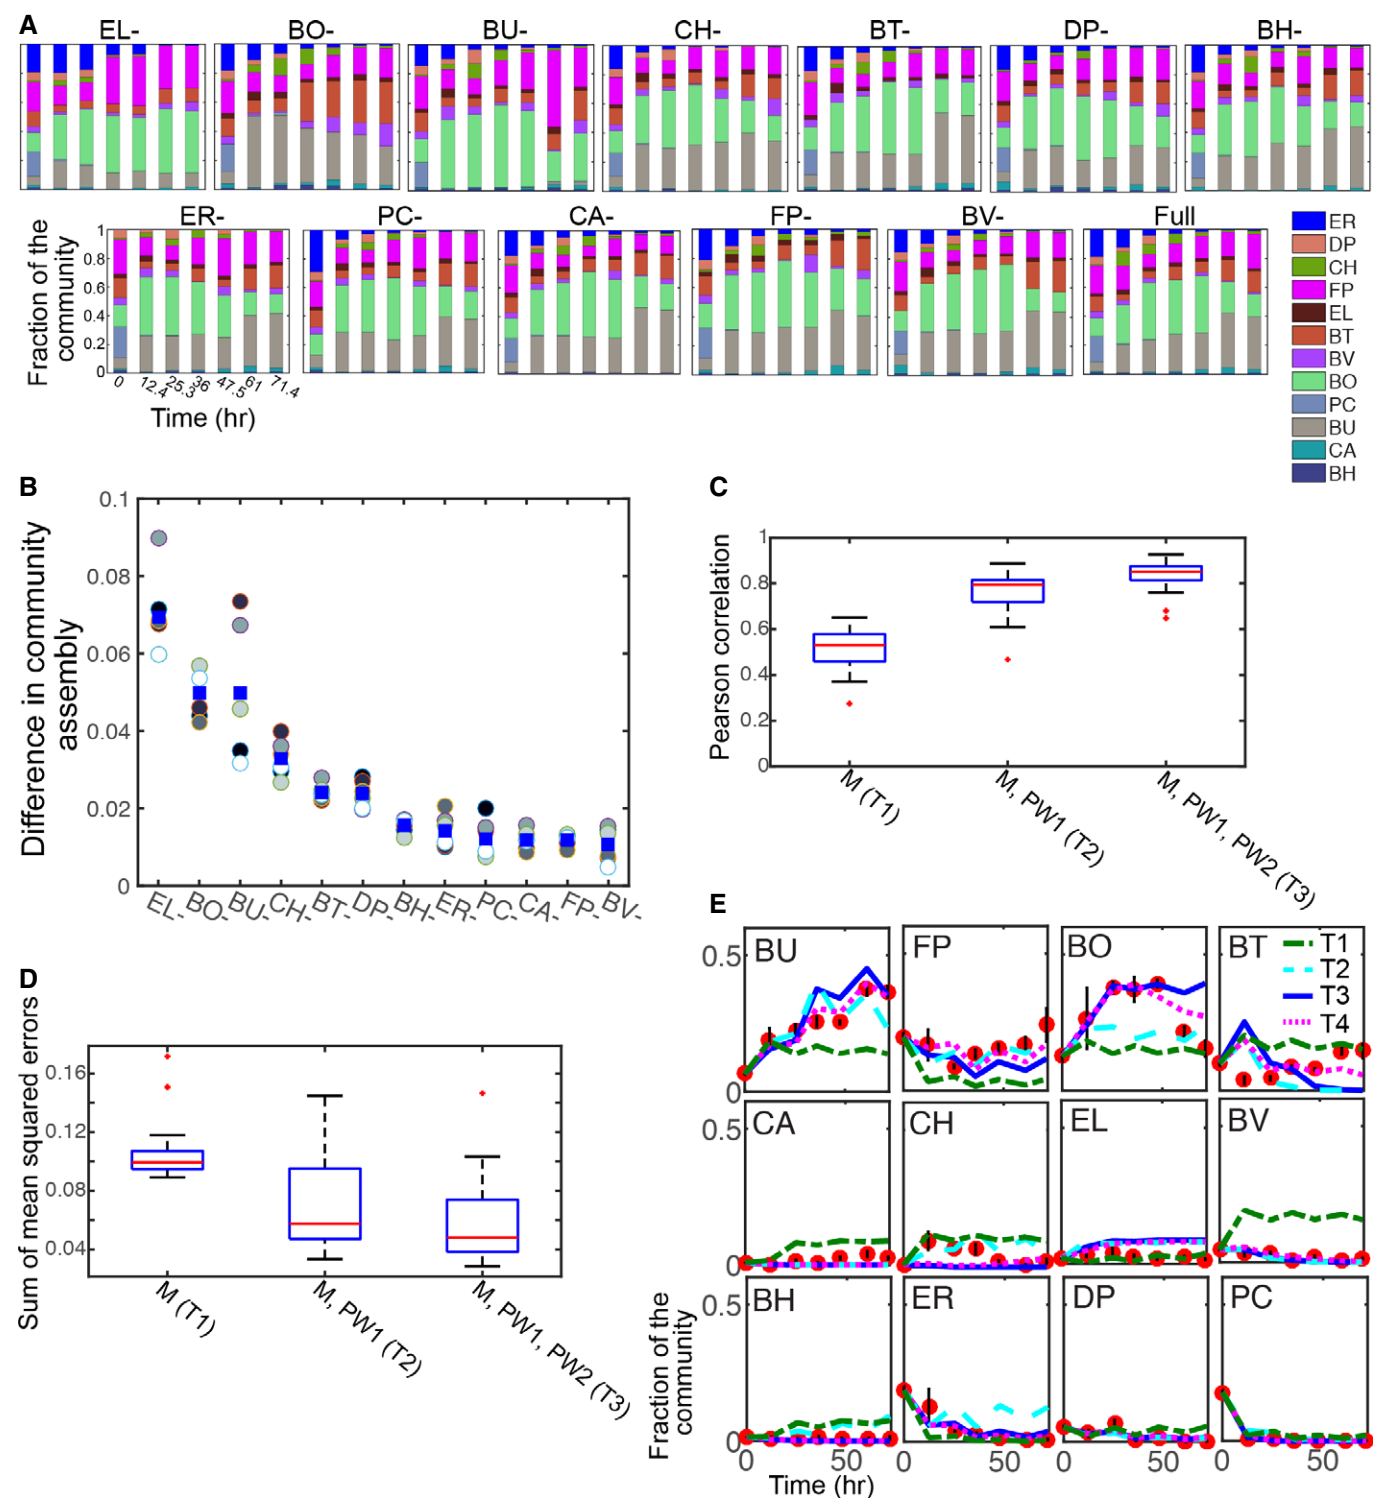 A
EL- BO- BU- CH- BT- DP- BH-
ER- PC- CA- FP- BV- Full
Fraction of the
community
1
0.8
0.6
0.4
0.2
0
0 12.4 25.3 36 47.5 61 71.4
Time (hr)
ER
DP
CH
FP
EL
BT
BV
BO
PC
BU
CA
BH
B
Difference in community
assembly
0.1
0.08
0.06
0.04
0.02
0
EL- BO- BU- CH- BT- DP- BH- ER- PC- CA- FP- BV-
C
Pearson correlation
1
0.8
0.6
0.4
0.2
0
M (T1) M, PW1 (T2) M, PW1, PW2 (T3)
D
Sum of mean squared errors
0.16
0.12
0.08
0.04
M (T1) M, PW1 (T2) M, PW1, PW2 (T3)
E
0.5 BU FP BO BT
T1
T2
T3
T4
0
0.5 CA CH EL BV
0
0.5 BH ER DP PC
0
Fraction of the
community
0 50 0 50 0 50
Time (hr)